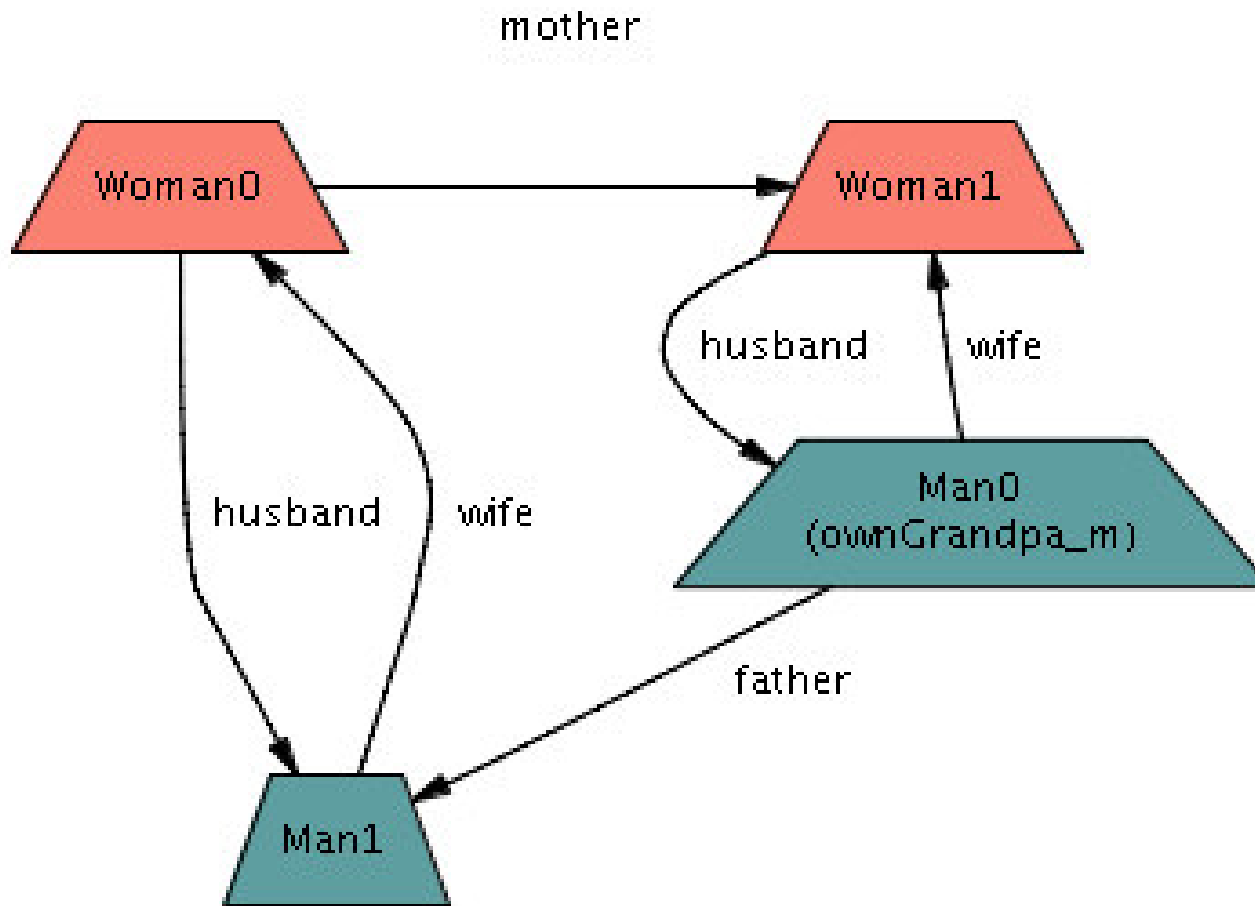 mother
Woman0
Woman1
husband
wife
Man0
(ownGrandpa_m)
husband
wife
father
Man1